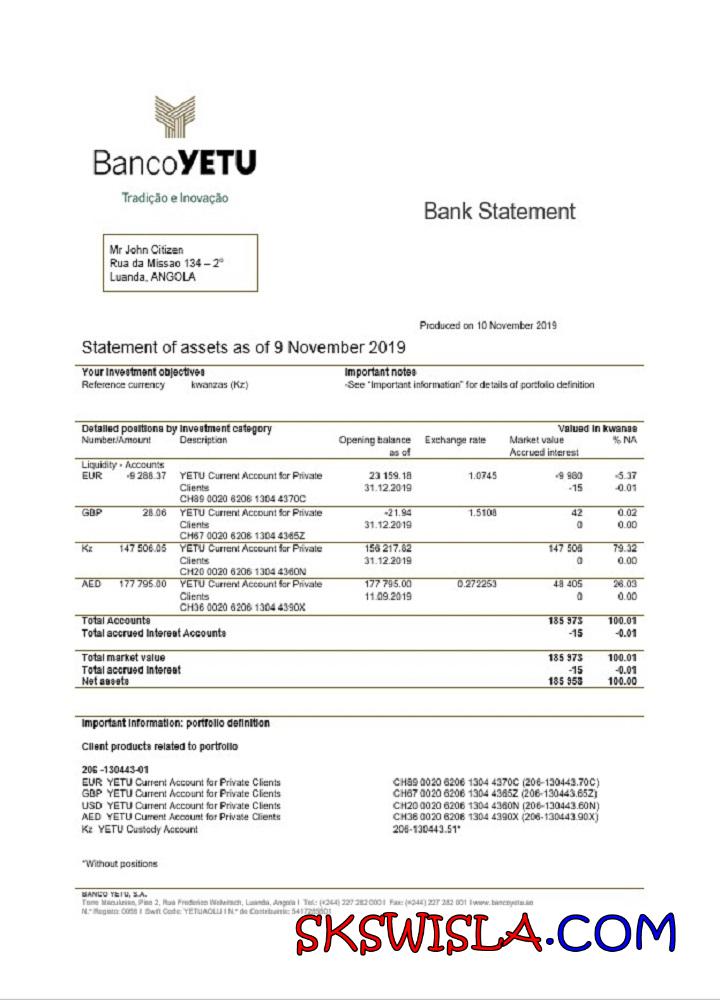 BancoYETU
Tradição e Inovação
Bank Statement
Mr John Citizen
Rua da Missao 134 – 2º
Luanda, ANGOLA
Produced on 10 November 2019
Statement of assets as of 9 November 2019
Your investment objectives Important notes
Reference currency kwanzas (Kz) -See "Important information" for details of portfolio definition
Detailed positions by investment category Valued in kwanas
Number/Amount Description Opening balance Exchange rate Market value % NA
as of Accrued interest
Liquidity - Accounts
EUR -9 288.37 YETU Current Account for Private 23 159.18 1.0745 -9 980 -5.37
Clients 31.12.2019 -15 -0.01
CH89 0020 6206 1304 4370C
GBP 28.06 YETU Current Account for Private -21.94 1.5108 42 0.02
Clients 31.12.2019 0 0.00
CH67 0020 6206 1304 4365Z
Kz 147 506.05 YETU Current Account for Private 156 217.82 147 506 79.32
Clients 31.12.2019 0 0.00
CH20 0020 6206 1304 4360N
AED 177 795.00 YETU Current Account for Private 177 795.00 0.272253 48 405 26.03
Clients 11.09.2019 0 0.00
CH36 0020 6206 1304 4390X
Total Accounts 185 973 100.01
Total accrued Interest Accounts -15 -0.01
Total market value 185 973 100.01
Total accrued Interest -15 -0.01
Net assets 185 958 100.00
Important Information: portfolio definition
Client products related to portfolio
206 -130443-01
EUR YETU Current Account for Private Clients CH89 0020 6206 1304 4370C (206-130443.70C)
GBP YETU Current Account for Private Clients CH67 0020 6206 1304 4365Z (206-130443.65Z)
USD YETU Current Account for Private Clients CH20 0020 6206 1304 4360N (206-130443.60N)
AED YETU Current Account for Private Clients CH36 0020 6206 1304 4390X (206-130443.90X)
Kz YETU Custody Account 206-130443.51*
*Without positions
BANCO YETU, S.A.
Torre Maculusso, Piso 2, Rua Frederico Welwitsch, Luanda, Angola | Tel.: (+244) 227 282 000 | Fax: (+244) 227 282 001 | www.bancoyetu.ao
N.º Registo: 0066 | Swift Code: YETUAOLU | N.º de Contribuinte:
SKSWISLA.COM